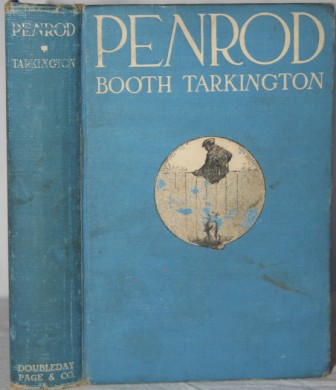 PENROD
TARKINGTON
DOUBLEDAY
PAGE & CO.
PENROD
BOOTH TARKINGTON